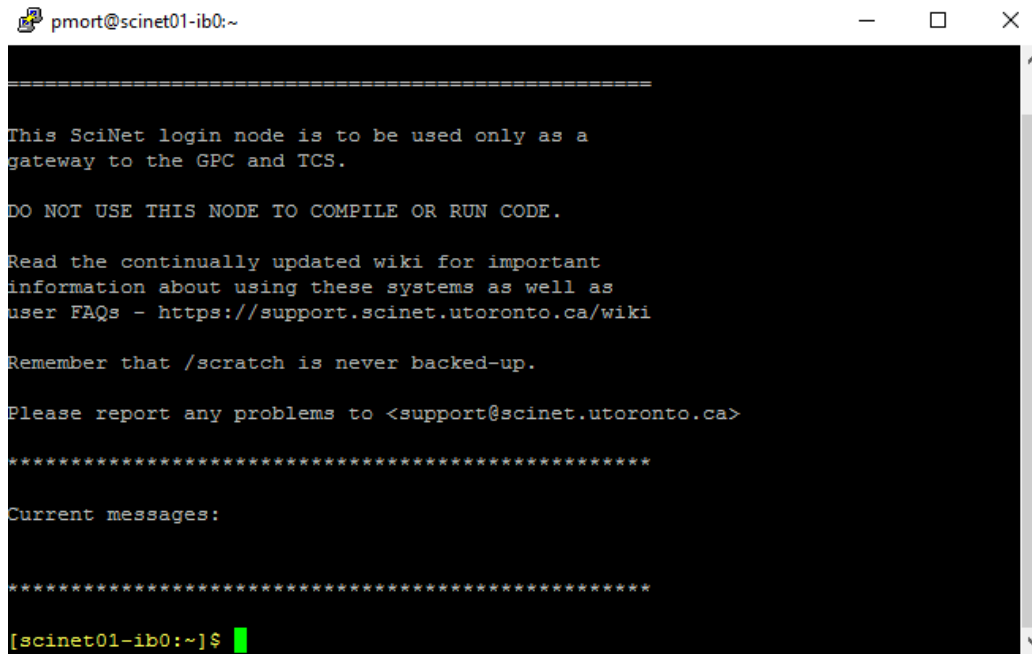 pmort@scinet01-ib0:~
===================================================
This SciNet login node is to be used only as a
gateway to the GPC and TCS.
DO NOT USE THIS NODE TO COMPILE OR RUN CODE.
Read the continually updated wiki for important
information about using these systems as well as
user FAQs - https://support.scinet.utoronto.ca/wiki
Remember that /scratch is never backed-up.
Please report any problems to <support@scinet.utoronto.ca>
***************************************************
Current messages:
***************************************************
[scinet01-ib0:~]$